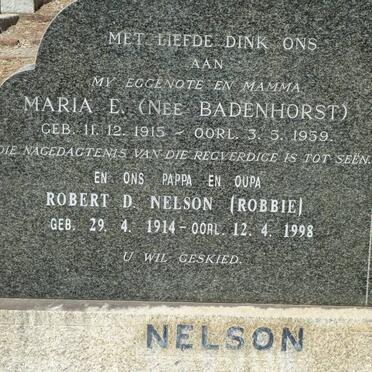 MET LIEFDE DINK ONS
AAN
MY EGGENOTE EN MAMMA
MARIA E. (NEE BADENHORST)
GEB. 11. 12. 1915 - OORL. 3. 5. 1959.
DIE NAGEDAGTENIS VAN DIE REGVERDIGE IS TOT SEËN.
EN ONS PAPPA EN OUPA
ROBERT D. NELSON (ROBBIE)
GEB. 29. 4. 1914 - OORL. 12. 4. 1998
U WIL GESKIED.
NELSON